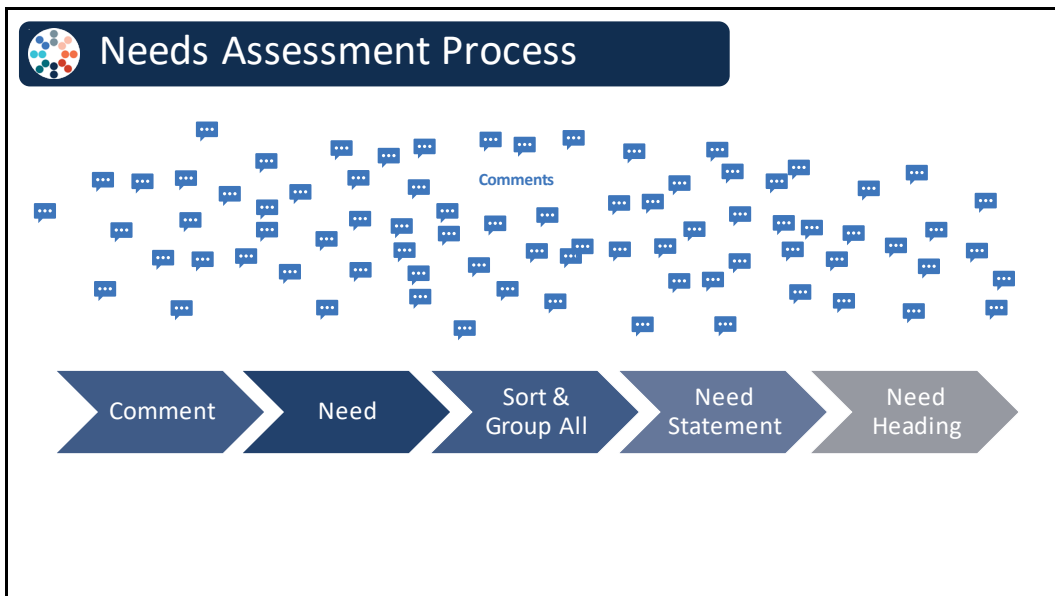 Needs Assessment Process
Comments
Comment
Need
Sort &
Group All
Need
Statement
Need
Heading